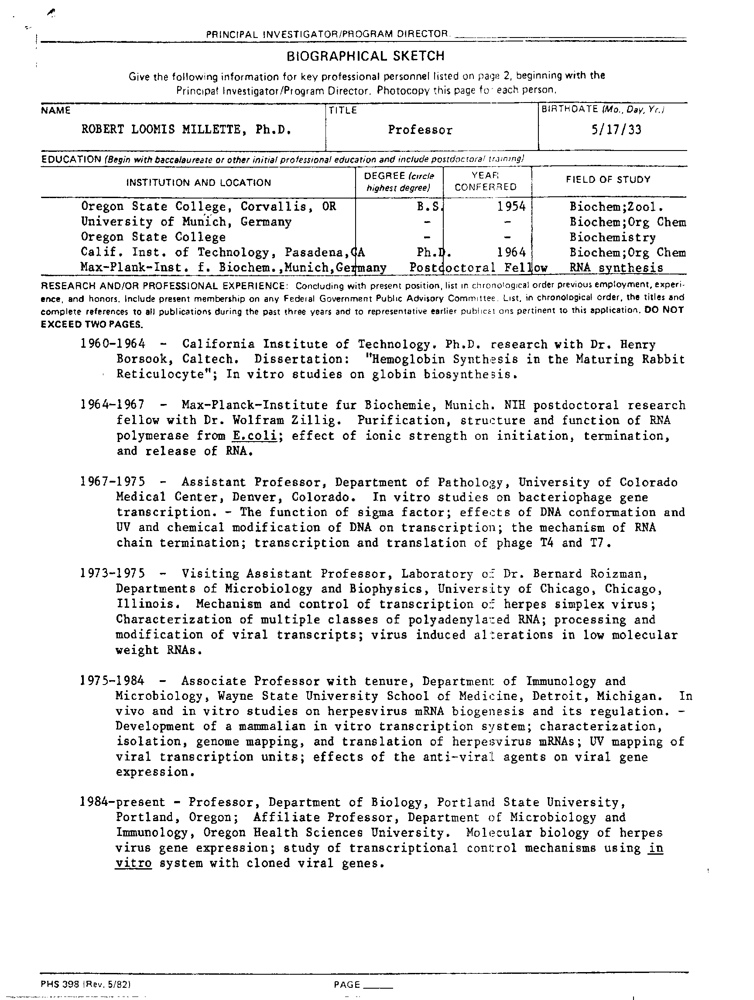 PRINCIPAL INVESTIGATOR/PROGRAM DIRECTOR
BIOGRAPHICAL SKETCH
Give the following information for key professional personnel listed on page 2, beginning with the
Principal Investigator/Program Director. Photocopy this page for each person.
NAME TITLE BIRTHDATE (Mo., Day, Yr.)
ROBERT LOOMIS MILLETTE, Ph.D. Professor 5/17/33
EDUCATION (Begin with baccalaureate or other initial professional education and include postdoctoral training)
INSTITUTION AND LOCATION DEGREE (circle highest degree) YEAR CONFERRED FIELD OF STUDY
Oregon State College, Corvallis, OR B.S. 1954 Biochem;Zool.
University of Munich, Germany – – Biochem;Org Chem
Oregon State College – – Biochemistry
Calif. Inst. of Technology, Pasadena,CA Ph.D. 1964 Biochem;Org Chem
Max-Plank-Inst. f. Biochem.,Munich,Germany Postdoctoral Fellow RNA synthesis
RESEARCH AND/OR PROFESSIONAL EXPERIENCE: Concluding with present position, list in chronological order previous employment, experi-
ence, and honors. Include present membership on any Federal Government Public Advisory Committee. List, in chronological order, the titles and
complete references to all publications during the past three years and to representative earlier publications pertinent to this application. DO NOT
EXCEED TWO PAGES.
1960-1964 - California Institute of Technology. Ph.D. research with Dr. Henry
Borsook, Caltech. Dissertation: "Hemoglobin Synthesis in the Maturing Rabbit
Reticulocyte"; In vitro studies on globin biosynthesis.
1964-1967 - Max-Planck-Institute fur Biochemie, Munich. NIH postdoctoral research
fellow with Dr. Wolfram Zillig. Purification, structure and function of RNA
polymerase from E.coli; effect of ionic strength on initiation, termination,
and release of RNA.
1967-1975 - Assistant Professor, Department of Pathology, University of Colorado
Medical Center, Denver, Colorado. In vitro studies on bacteriophage gene
transcription. - The function of sigma factor; effects of DNA conformation and
UV and chemical modification of DNA on transcription; the mechanism of RNA
chain termination; transcription and translation of phage T4 and T7.
1973-1975 - Visiting Assistant Professor, Laboratory of Dr. Bernard Roizman,
Departments of Microbiology and Biophysics, University of Chicago, Chicago,
Illinois. Mechanism and control of transcription of herpes simplex virus;
Characterization of multiple classes of polyadenylated RNA; processing and
modification of viral transcripts; virus induced alterations in low molecular
weight RNAs.
1975-1984 - Associate Professor with tenure, Department of Immunology and
Microbiology, Wayne State University School of Medicine, Detroit, Michigan. In
vivo and in vitro studies on herpesvirus mRNA biogenesis and its regulation. -
Development of a mammalian in vitro transcription system; characterization,
isolation, genome mapping, and translation of herpesvirus mRNAs; UV mapping of
viral transcription units; effects of the anti-viral agents on viral gene
expression.
1984-present - Professor, Department of Biology, Portland State University,
Portland, Oregon; Affiliate Professor, Department of Microbiology and
Immunology, Oregon Health Sciences University. Molecular biology of herpes
virus gene expression; study of transcriptional control mechanisms using in
vitro system with cloned viral genes.
PHS 398 (Rev. 5/82) PAGE